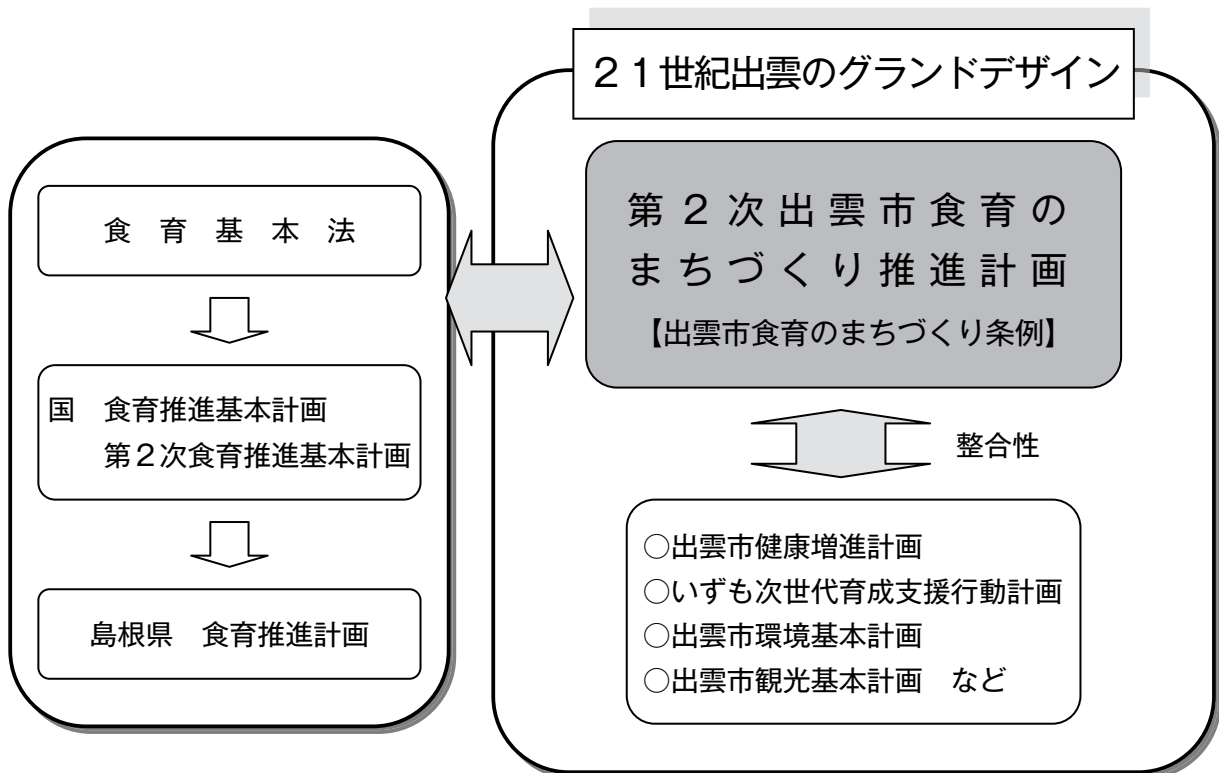 ２１世紀出雲のグランドデザイン
食　育　基　本　法
国　食育推進基本計画
第２次食育推進基本計画
島根県　食育推進計画
第２次出雲市食育の
まちづくり推進計画
【出雲市食育のまちづくり条例】
整合性
○出雲市健康増進計画
○いずも次世代育成支援行動計画
○出雲市環境基本計画
○出雲市観光基本計画　など